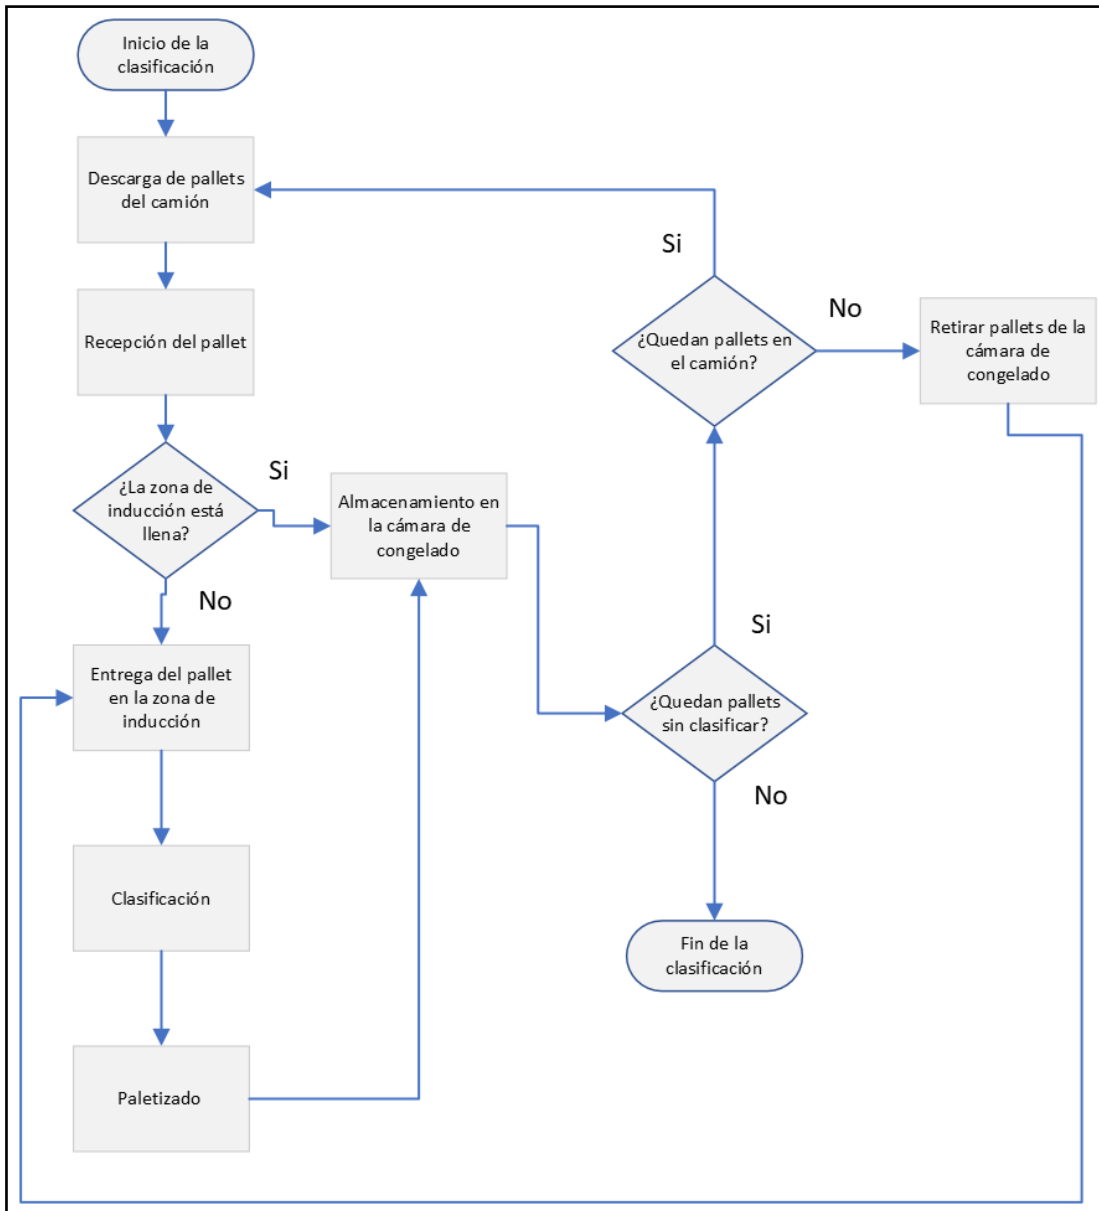 Inicio de la
clasificación
Descarga de pallets
del camión
Recepción del pallet
¿La zona de
inducción está
llena?
Si
No
Almacenamiento en
la cámara de
congelado
Entrega del pallet
en la zona de
inducción
Clasificación
Paletizado
¿Quedan pallets
sin clasificar?
Si
No
¿Quedan pallets en
el camión?
Si
No
Retirar pallets de la
cámara de
congelado
Fin de la
clasificación